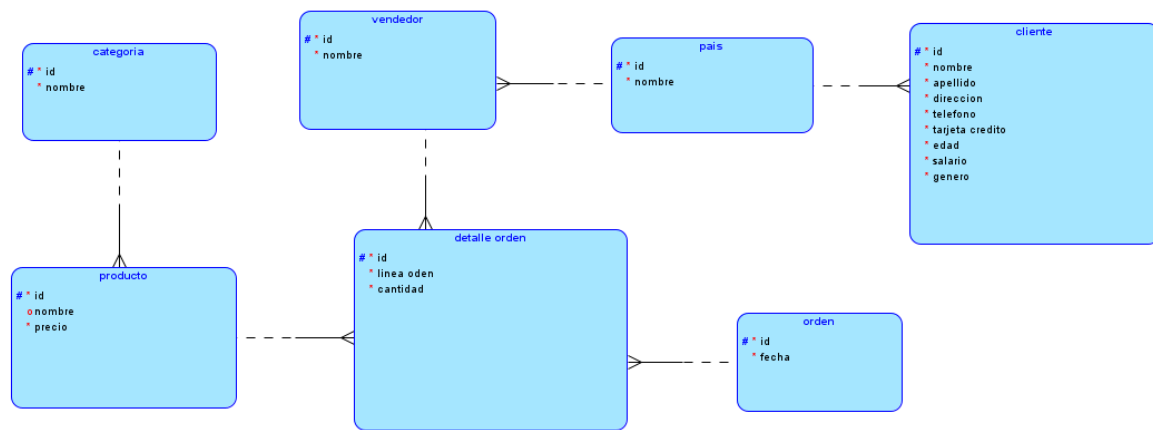 categoria
# * id
* nombre
vendedor
# * id
* nombre
pais
# * id
* nombre
cliente
# * id
* nombre
* apellido
* direccion
* telefono
* tarjeta credito
* edad
* salario
* genero
producto
# * id
o nombre
* precio
detalle orden
# * id
* linea oden
* cantidad
orden
# * id
* fecha